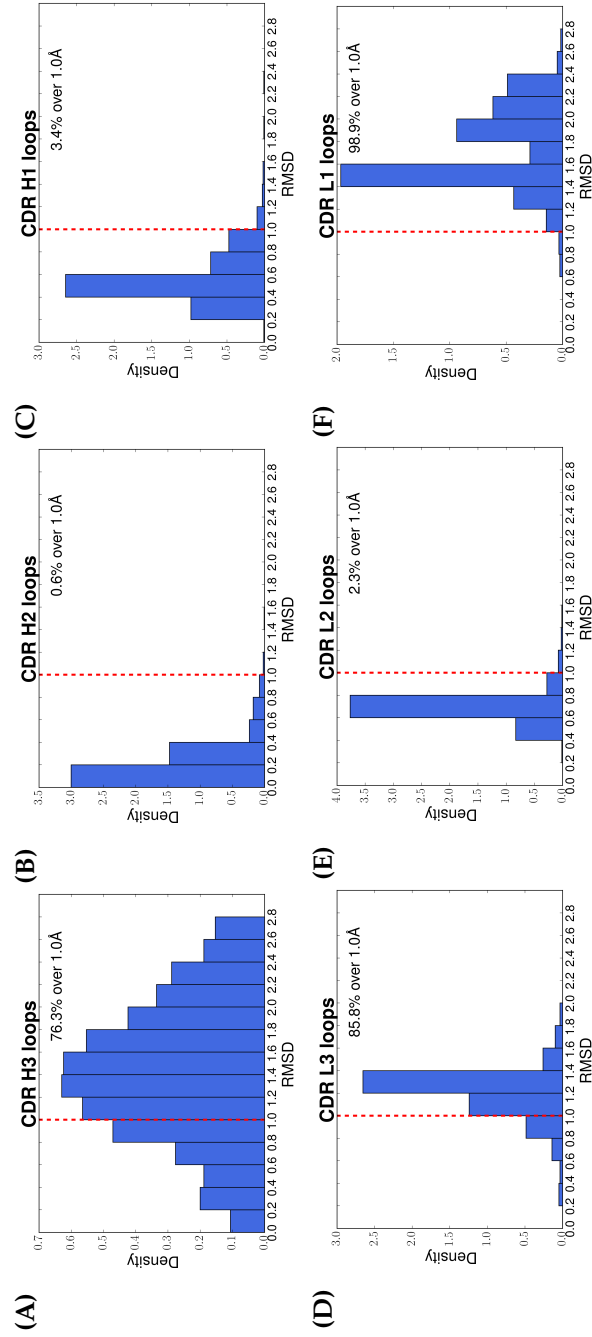 (A)
CDR H3 loops
76.3% over 1.0Å
Density
0.7
0.6
0.5
0.4
0.3
0.2
0.1
0.0
0.0 0.2 0.4 0.6 0.8 1.0 1.2 1.4 1.6 1.8 2.0 2.2 2.4 2.6 2.8
RMSD
(B)
CDR H2 loops
0.6% over 1.0Å
Density
3.5
3.0
2.5
2.0
1.5
1.0
0.5
0.0
0.0 0.2 0.4 0.6 0.8 1.0 1.2 1.4 1.6 1.8 2.0 2.2 2.4 2.6 2.8
RMSD
(C)
CDR H1 loops
3.4% over 1.0Å
Density
3.0
2.5
2.0
1.5
1.0
0.5
0.0
0.0 0.2 0.4 0.6 0.8 1.0 1.2 1.4 1.6 1.8 2.0 2.2 2.4 2.6 2.8
RMSD
(D)
CDR L3 loops
85.8% over 1.0Å
Density
3.0
2.5
2.0
1.5
1.0
0.5
0.0
0.0 0.2 0.4 0.6 0.8 1.0 1.2 1.4 1.6 1.8 2.0 2.2 2.4 2.6 2.8
RMSD
(E)
CDR L2 loops
2.3% over 1.0Å
Density
4.0
3.5
3.0
2.5
2.0
1.5
1.0
0.5
0.0
0.0 0.2 0.4 0.6 0.8 1.0 1.2 1.4 1.6 1.8 2.0 2.2 2.4 2.6 2.8
RMSD
(F)
CDR L1 loops
98.9% over 1.0Å
Density
2.0
1.5
1.0
0.5
0.0
0.0 0.2 0.4 0.6 0.8 1.0 1.2 1.4 1.6 1.8 2.0 2.2 2.4 2.6 2.8
RMSD